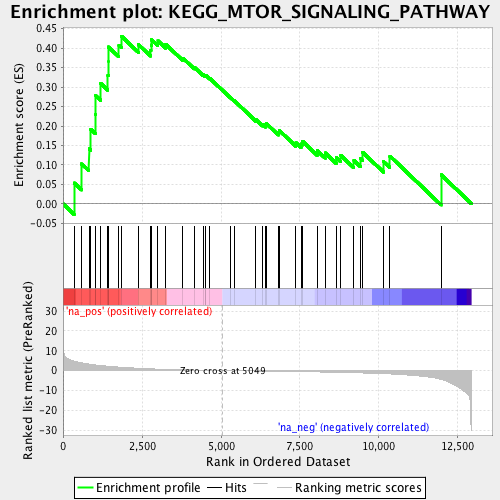 Enrichment plot: KEGG_MTOR_SIGNALING_PATHWAY
Enrichment score (ES)
0.45
0.40
0.35
0.30
0.25
0.20
0.15
0.10
0.05
0.00
-0.05
'na_pos' (positively correlated)
Ranked list metric (PreRanked)
30
20
10
0
-10
-20
-30
Zero cross at 5049
'na_neg' (negatively correlated)
0 2,500 5,000 7,500 10,000 12,500
Rank in Ordered Dataset
Enrichment profile Hits Ranking metric scores